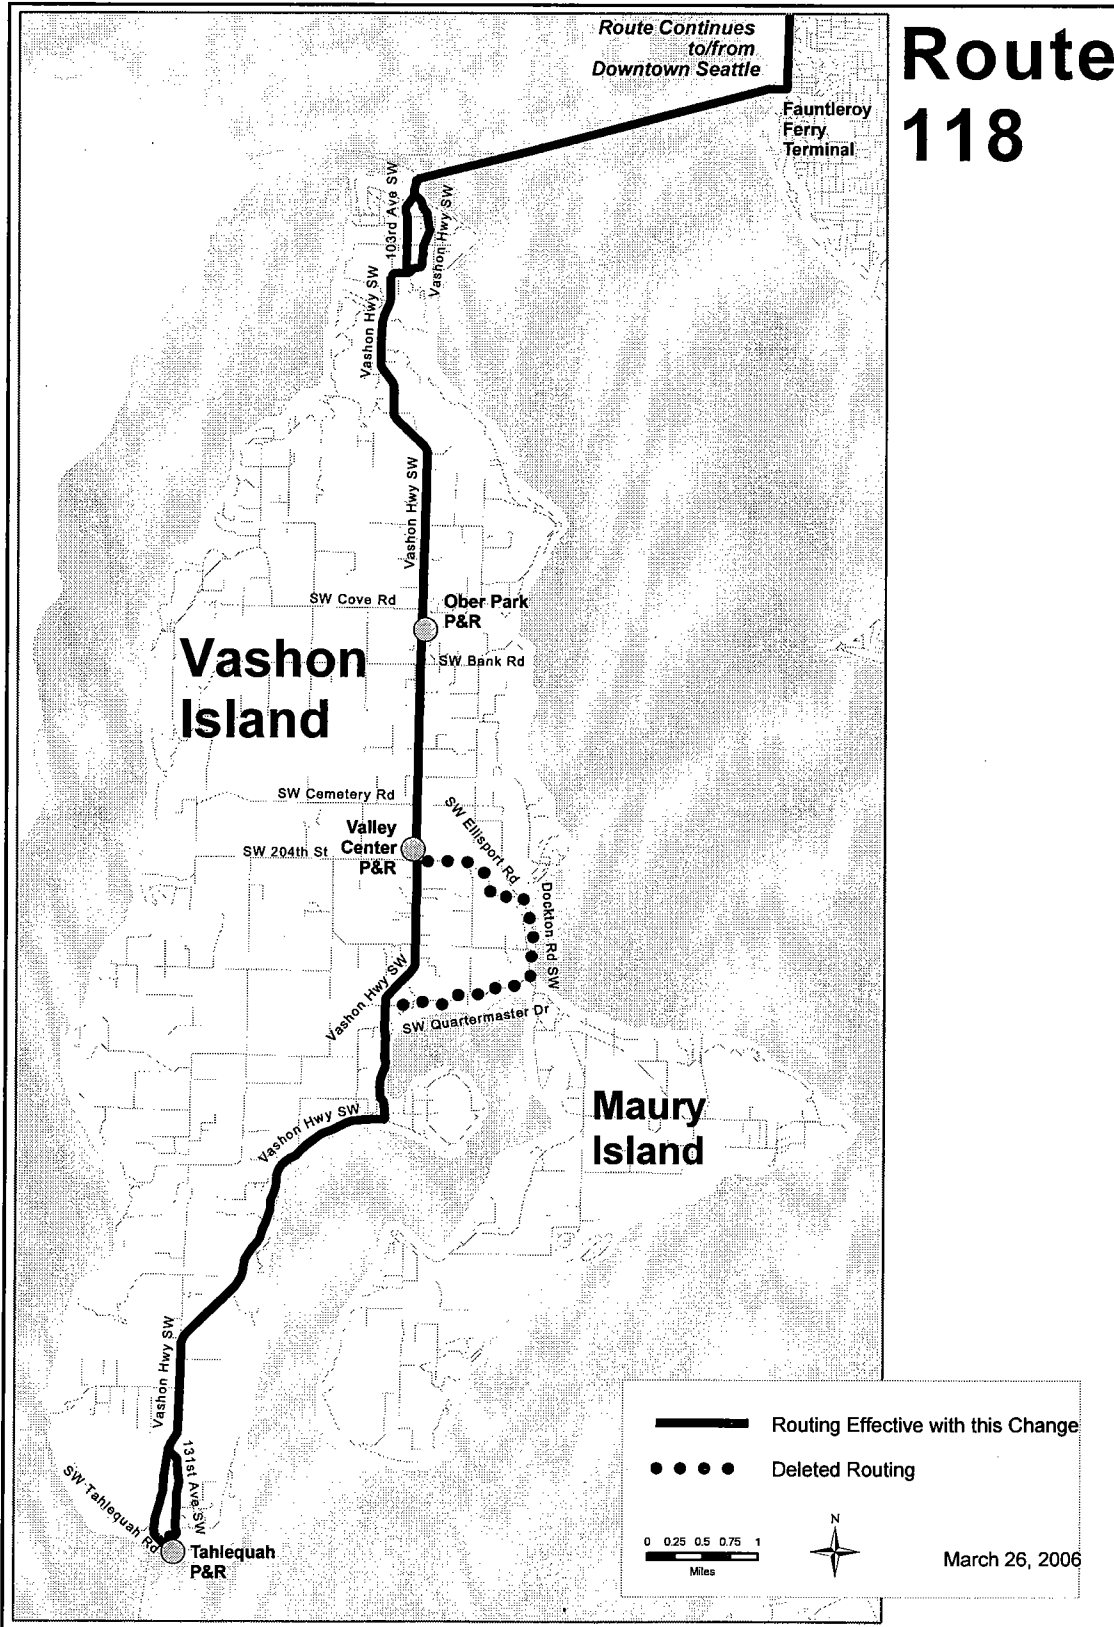 Route
118
Route Continues
to/from
Downtown Seattle
Fauntleroy
Ferry
Terminal
103rd Ave SW
Vashon Hwy SW
Vashon Hwy SW
Vashon Hwy SW
SW Cove Rd
Ober Park
P&R
SW Bank Rd
Vashon
Island
SW Cemetery Rd
SW Ellisport Rd
Valley
Center
P&R
SW 204th St
Dockton Rd SW
Vashon Hwy SW
SW Quartermaster Dr
Maury
Island
Vashon Hwy SW
Vashon Hwy SW
131st Ave SW
SW Tahlequah Rd
Tahlequah
P&R
Routing Effective with this Change
Deleted Routing
0 0.25 0.5 0.75 1
Miles
N
March 26, 2006